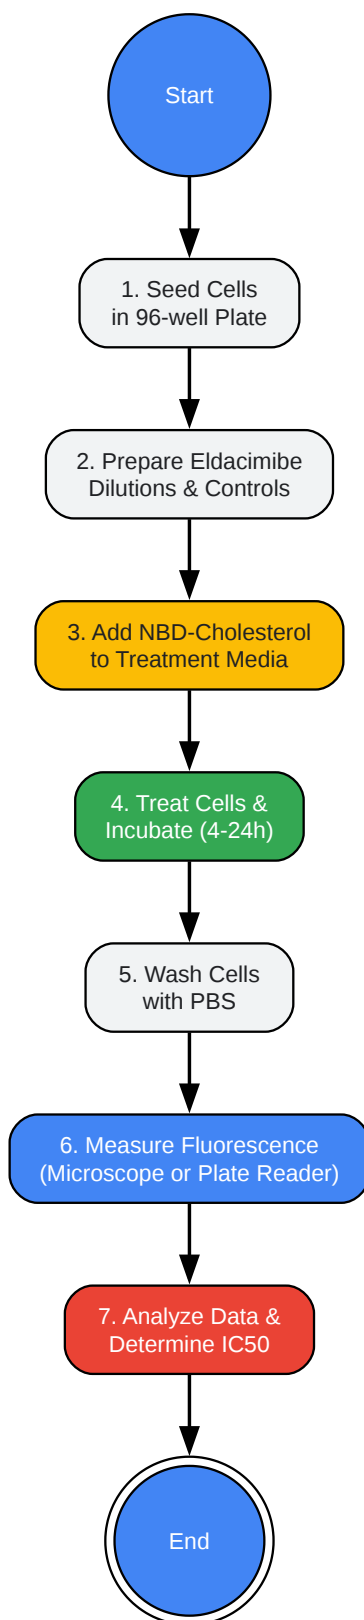 Start
1. Seed Cells
in 96-well Plate
2. Prepare Eldacimibe
Dilutions & Controls
3. Add NBD-Cholesterol
to Treatment Media
4. Treat Cells &
Incubate (4-24h)
5. Wash Cells
with PBS
6. Measure Fluorescence
(Microscope or Plate Reader)
7. Analyze Data &
Determine IC50
End